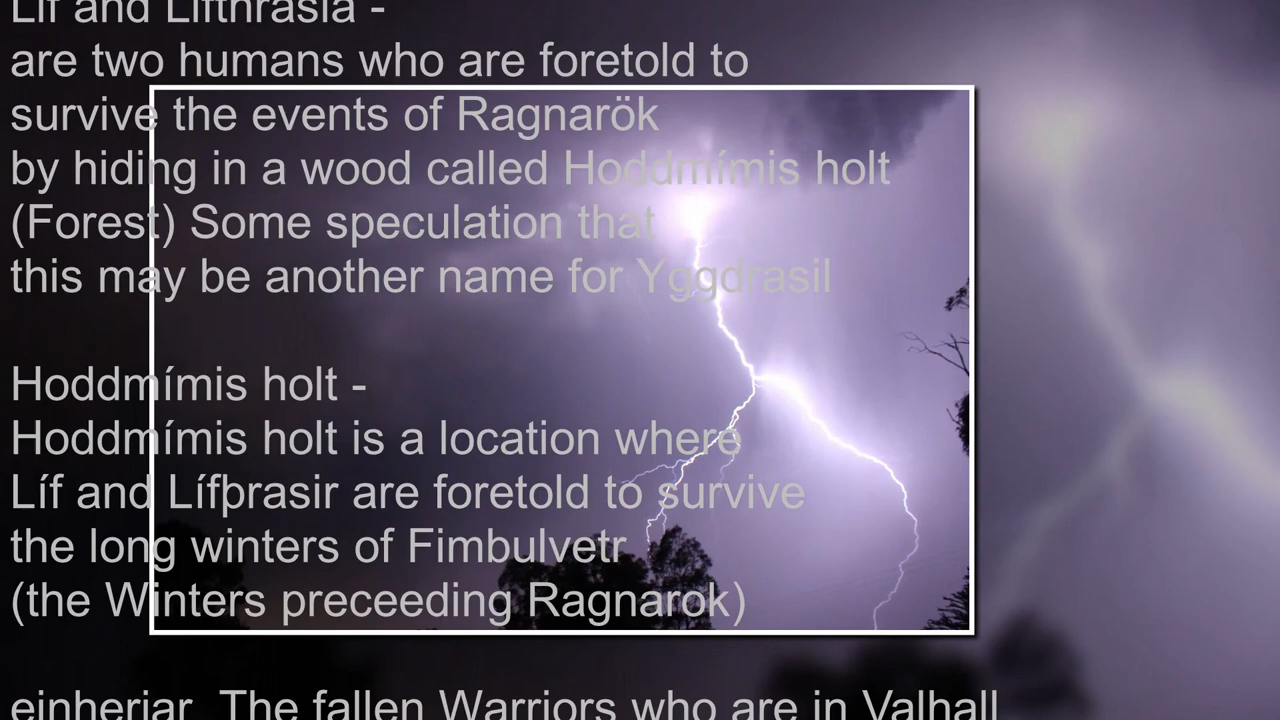 Líf and Lífthrasia -
are two humans who are foretold to
survive the events of Ragnarök
by hiding in a wood called Hoddmímis holt
(Forest) Some speculation that
this may be another name for Yggdrasil
Hoddmímis holt -
Hoddmímis holt is a location where
Líf and Lífþrasir are foretold to survive
the long winters of Fimbulvetr
(the Winters preceeding Ragnarok)
einheriar The fallen Warriors who are in Valhall